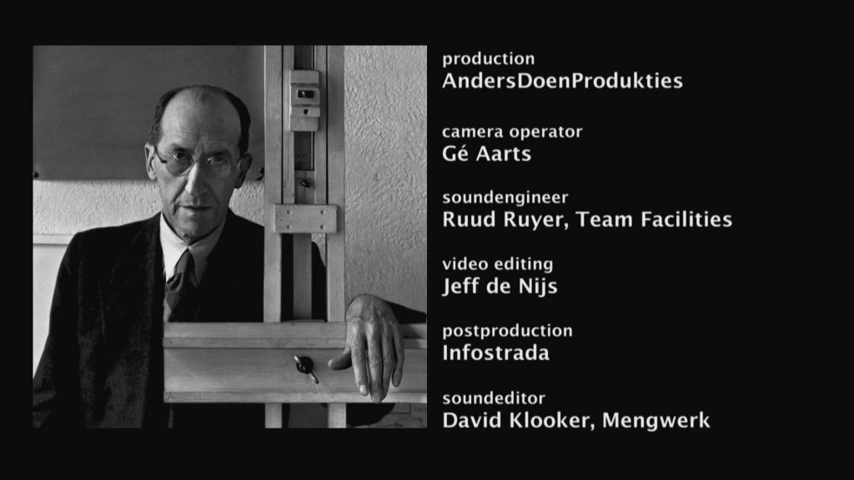 production
AndersDoenProdukties
camera operator
Gé Aarts
soundengineer
Ruud Ruyer, Team Facilities
video editing
Jeff de Nijs
postproduction
Infostrada
soundeditor
David Klooker, Mengwerk